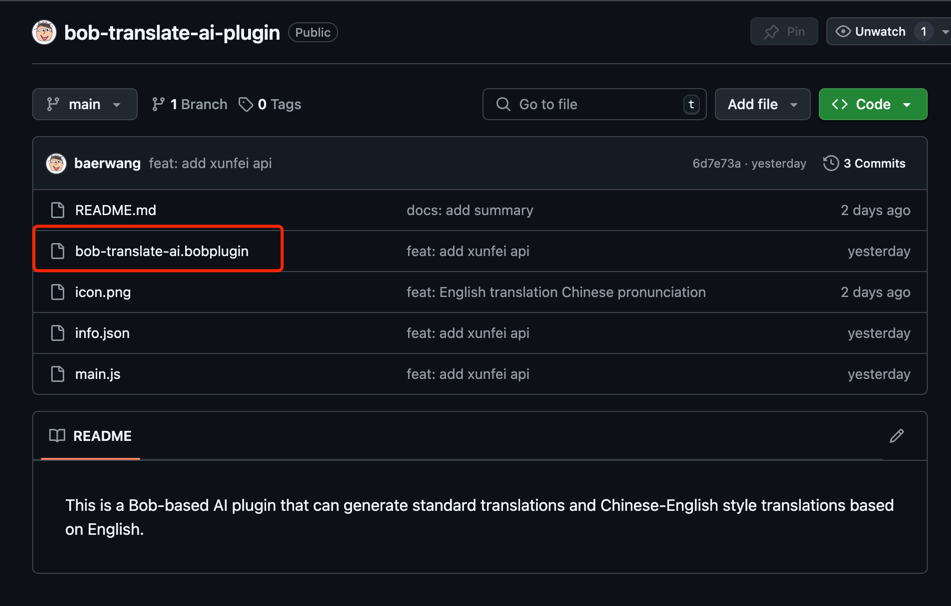 bob-translate-ai-plugin Public Pin Unwatch 1
main 1 Branch 0 Tags Go to file t Add file <> Code
baerwang feat: add xunfei api 6d7e73a · yesterday 3 Commits
README.md docs: add summary 2 days ago
bob-translate-ai.bobplugin feat: add xunfei api yesterday
icon.png feat: English translation Chinese pronunciation 2 days ago
info.json feat: add xunfei api yesterday
main.js feat: add xunfei api yesterday
README
This is a Bob-based AI plugin that can generate standard translations and Chinese-English style translations based
on English.